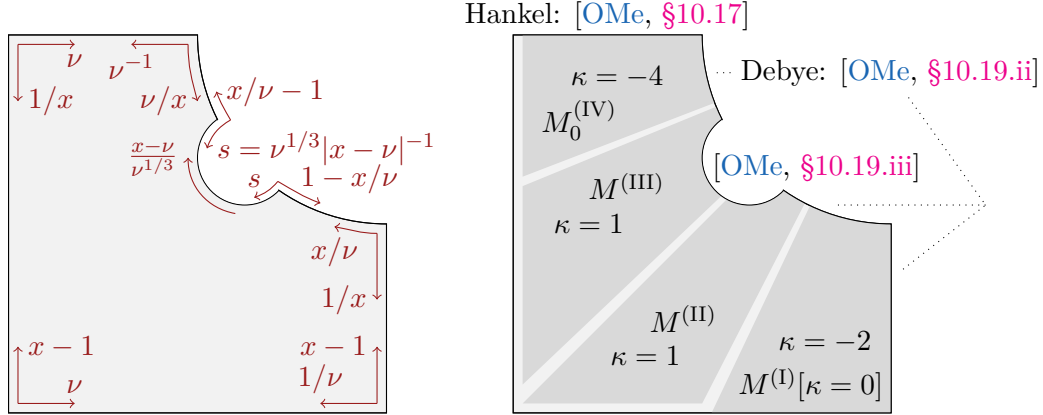 Hankel: [OMe, §10.17]
ν
ν⁻¹
1/x
ν/x
x/ν − 1
s = ν^{1/3}|x − ν|⁻¹
\frac{x−ν}{ν^{1/3}}
s
1 − x/ν
x/ν
1/x
x − 1
ν
x − 1
1/ν
κ = −4
Debye: [OMe, §10.19.ii]
M_0^{(IV)}
[OMe, §10.19.iii]
M^{(III)}
κ = 1
M^{(II)}
κ = 1
κ = −2
M^{(I)}[κ = 0]